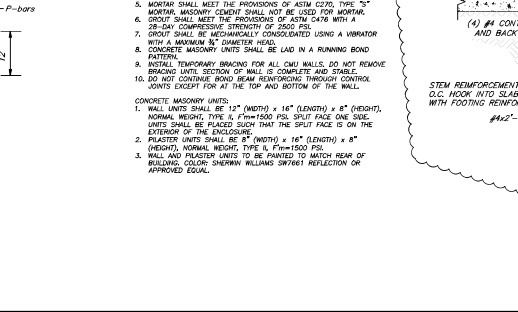 P-bars
12
5. MORTAR SHALL MEET THE PROVISIONS OF ASTM C270, TYPE "S"
MORTAR. MASONRY CEMENT SHALL NOT BE USED FOR MORTAR.
6. GROUT SHALL MEET THE PROVISIONS OF ASTM C476 WITH A
28-DAY COMPRESSIVE STRENGTH OF 2500 PSI.
7. GROUT SHALL BE MECHANICALLY CONSOLIDATED USING A VIBRATOR
WITH A MAXIMUM ¾" DIAMETER HEAD.
8. CONCRETE MASONRY UNITS SHALL BE LAID IN A RUNNING BOND
PATTERN.
9. INSTALL TEMPORARY BRACING FOR ALL CMU WALLS. DO NOT REMOVE
BRACING UNTIL SECTION OF WALL IS COMPLETE AND STABLE.
10. DO NOT CONTINUE BOND BEAM REINFORCING THROUGH CONTROL
JOINTS EXCEPT FOR AT THE TOP AND BOTTOM OF THE WALL.
CONCRETE MASONRY UNITS:
1. WALL UNITS SHALL BE 12" (WIDTH) x 16" (LENGTH) x 8" (HEIGHT),
NORMAL WEIGHT, TYPE II, F'm=1500 PSI. SPLIT FACE ONE SIDE.
UNITS SHALL BE PLACED SUCH THAT THE SPLIT FACE IS ON THE
EXTERIOR OF THE ENCLOSURE.
2. PILASTER UNITS SHALL BE 8" (WIDTH) x 16" (LENGTH) x 8"
(HEIGHT), NORMAL WEIGHT, TYPE II, F'm=1500 PSI.
3. WALL AND PILASTER UNITS TO BE PAINTED TO MATCH REAR OF
BUILDING. COLOR: SHERWIN WILLIAMS SW7661 REFLECTION OR
APPROVED EQUAL.
(4) #4 CONT
AND BACK
STEM REINFORCEMENT
O.C. HOOK INTO SLAB
WITH FOOTING REINFO
#4x2'-